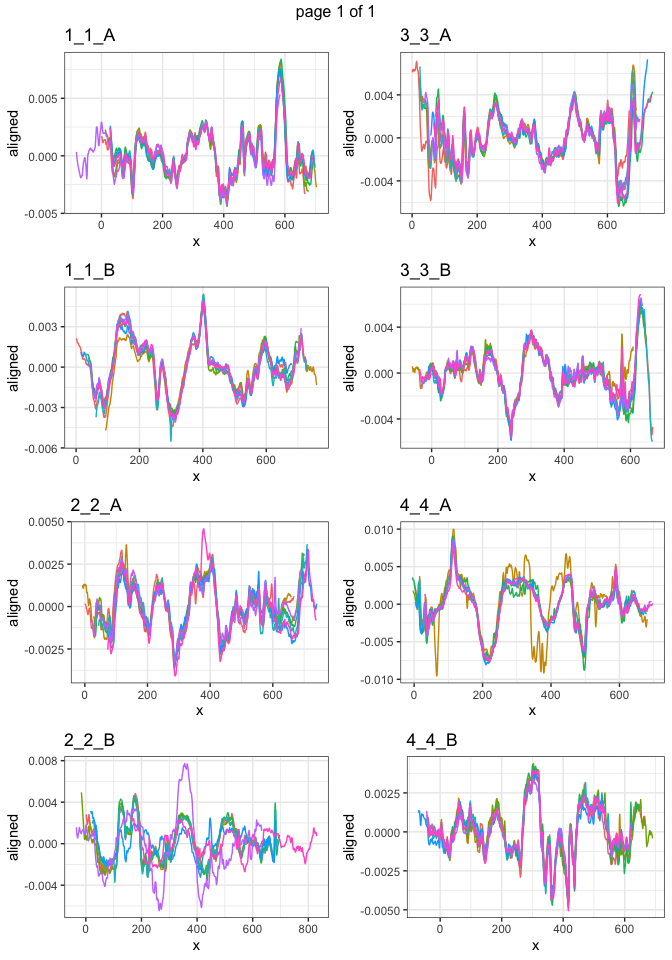 page 1 of 1
1_1_A
3_3_A
aligned
0.005
0.000
-0.005
0 200 400 600
x
aligned
0.004
0.000
-0.004
0 200 400 600
x
1_1_B
3_3_B
aligned
0.003
0.000
-0.003
-0.006
0 200 400 600
x
aligned
0.004
0.000
-0.004
0 200 400 600
x
2_2_A
4_4_A
aligned
0.0050
0.0025
0.0000
-0.0025
0 200 400 600
x
aligned
0.010
0.005
0.000
-0.005
-0.010
0 200 400 600
x
2_2_B
4_4_B
aligned
0.008
0.004
0.000
-0.004
0 200 400 600 800
x
aligned
0.0025
0.0000
-0.0025
-0.0050
0 200 400 600
x